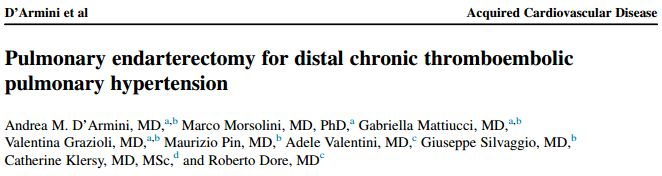 D'Armini et al Acquired Cardiovascular Disease
Pulmonary endarterectomy for distal chronic thromboembolic
pulmonary hypertension
Andrea M. D'Armini, MD,a,b Marco Morsolini, MD, PhD,a Gabriella Mattiucci, MD,a,b
Valentina Grazioli, MD,a,b Maurizio Pin, MD,b Adele Valentini, MD,c Giuseppe Silvaggio, MD,b
Catherine Klersy, MD, MSc,d and Roberto Dore, MDc